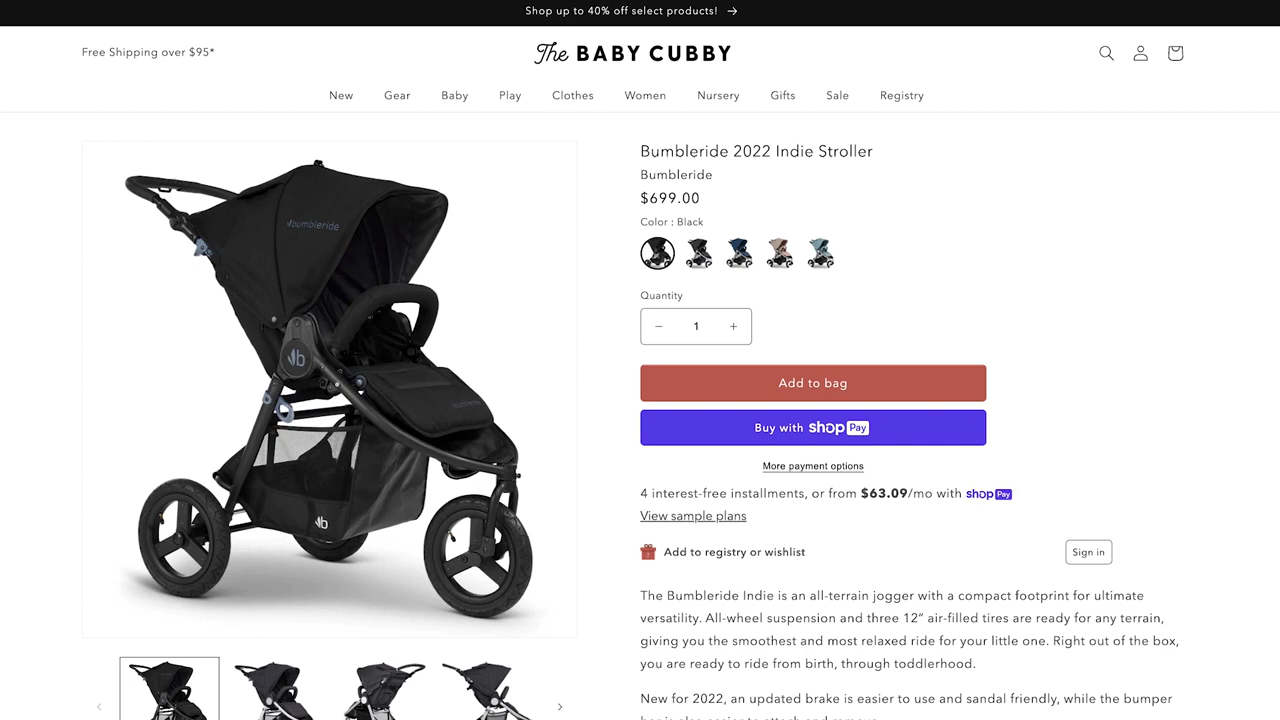 Shop up to 40% off select products! →
Free Shipping over $95*
The BABY CUBBY
New Gear Baby Play Clothes Women Nursery Gifts Sale Registry
bumbleride
b
b
Bumbleride 2022 Indie Stroller
Bumbleride
$699.00
Color : Black
Quantity
− 1 +
Add to bag
Buy with shop Pay
More payment options
4 interest-free installments, or from $63.09/mo with shop Pay
View sample plans
Add to registry or wishlist
Sign in
The Bumbleride Indie is an all-terrain jogger with a compact footprint for ultimate
versatility. All-wheel suspension and three 12” air-filled tires are ready for any terrain,
giving you the smoothest and most relaxed ride for your little one. Right out of the box,
you are ready to ride from birth, through toddlerhood.
New for 2022, an updated brake is easier to use and sandal friendly, while the bumper